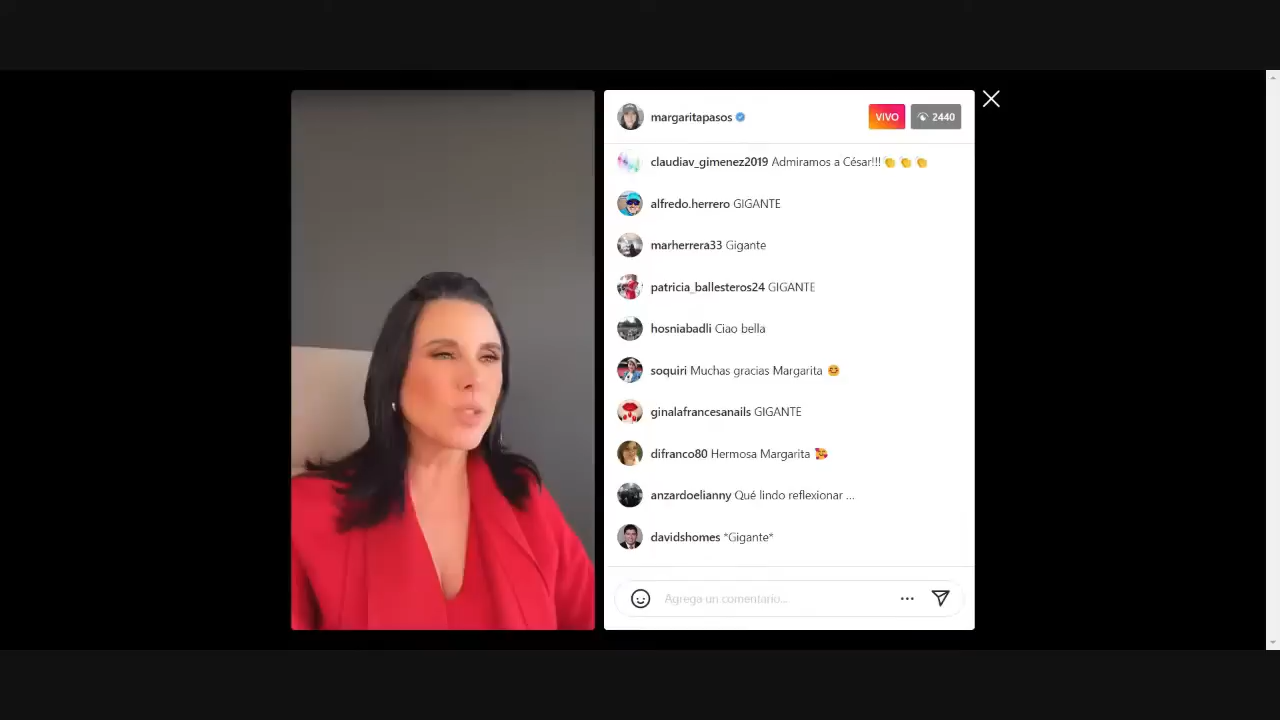 margaritapasos
VIVO
2440
claudiav_gimenez2019 Admiramos a César!!!👏👏👏
alfredo.herrero GIGANTE
marherrera33 Gigante
patricia_ballesteros24 GIGANTE
hosniabadli Ciao bella
soquiri Muchas gracias Margarita 😊
ginalafrancesanails GIGANTE
difranco80 Hermosa Margarita 🥰
anzardoelianny Qué lindo reflexionar ...
davidshomes *Gigante*
Agrega un comentario...